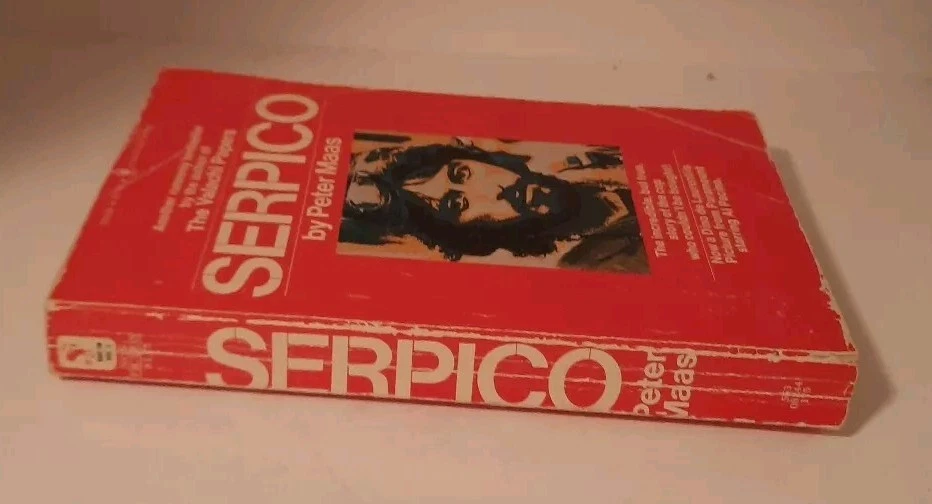 Another runaway bestseller
by the author of
The Valachi Papers
SERPICO
by Peter Maas
The incredible, but true,
story of the cop
who couldn't be bought
Now a Dino de Laurentiis
Picture from Paramount
starring Al Pacino.
SERPICO
Peter
Maas